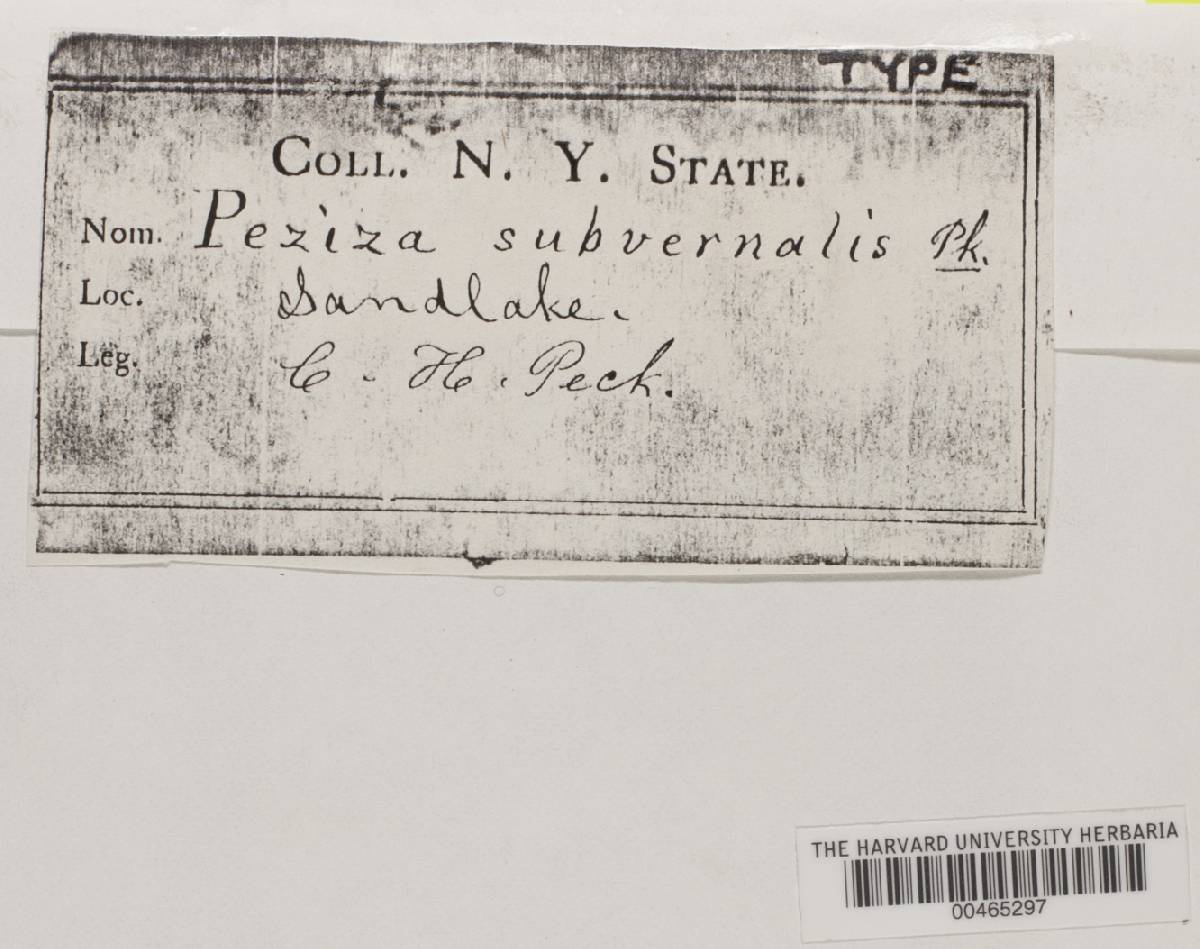 TYPE
COLL. N. Y. STATE.
Nom. Peziza subvernalis Pk.
Loc. Sandlake.
Leg. C. H. Peck.
THE HARVARD UNIVERSITY HERBARIA
00465297